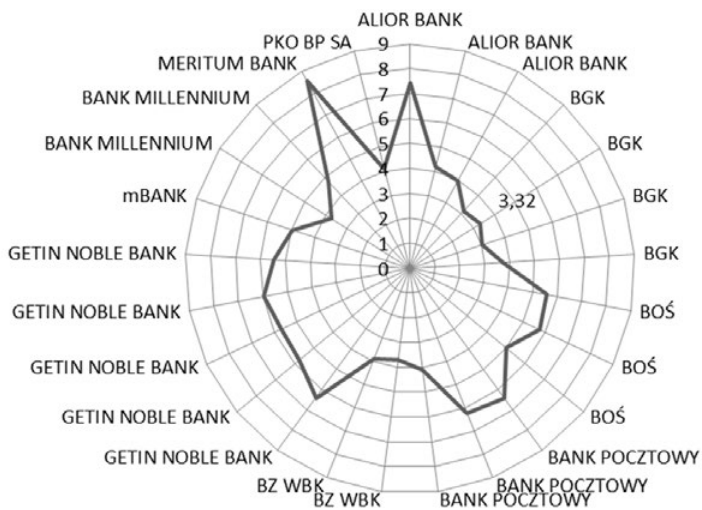 ALIOR BANK
ALIOR BANK
ALIOR BANK
BGK
BGK
BGK
BGK
BOŚ
BOŚ
BOŚ
BANK POCZTOWY
BANK POCZTOWY
BANK POCZTOWY
BZ WBK
BZ WBK
GETIN NOBLE BANK
GETIN NOBLE BANK
GETIN NOBLE BANK
GETIN NOBLE BANK
GETIN NOBLE BANK
mBANK
BANK MILLENNIUM
BANK MILLENNIUM
MERITUM BANK
PKO BP SA
9
8
7
6
5
4
3
2
1
0
3,32